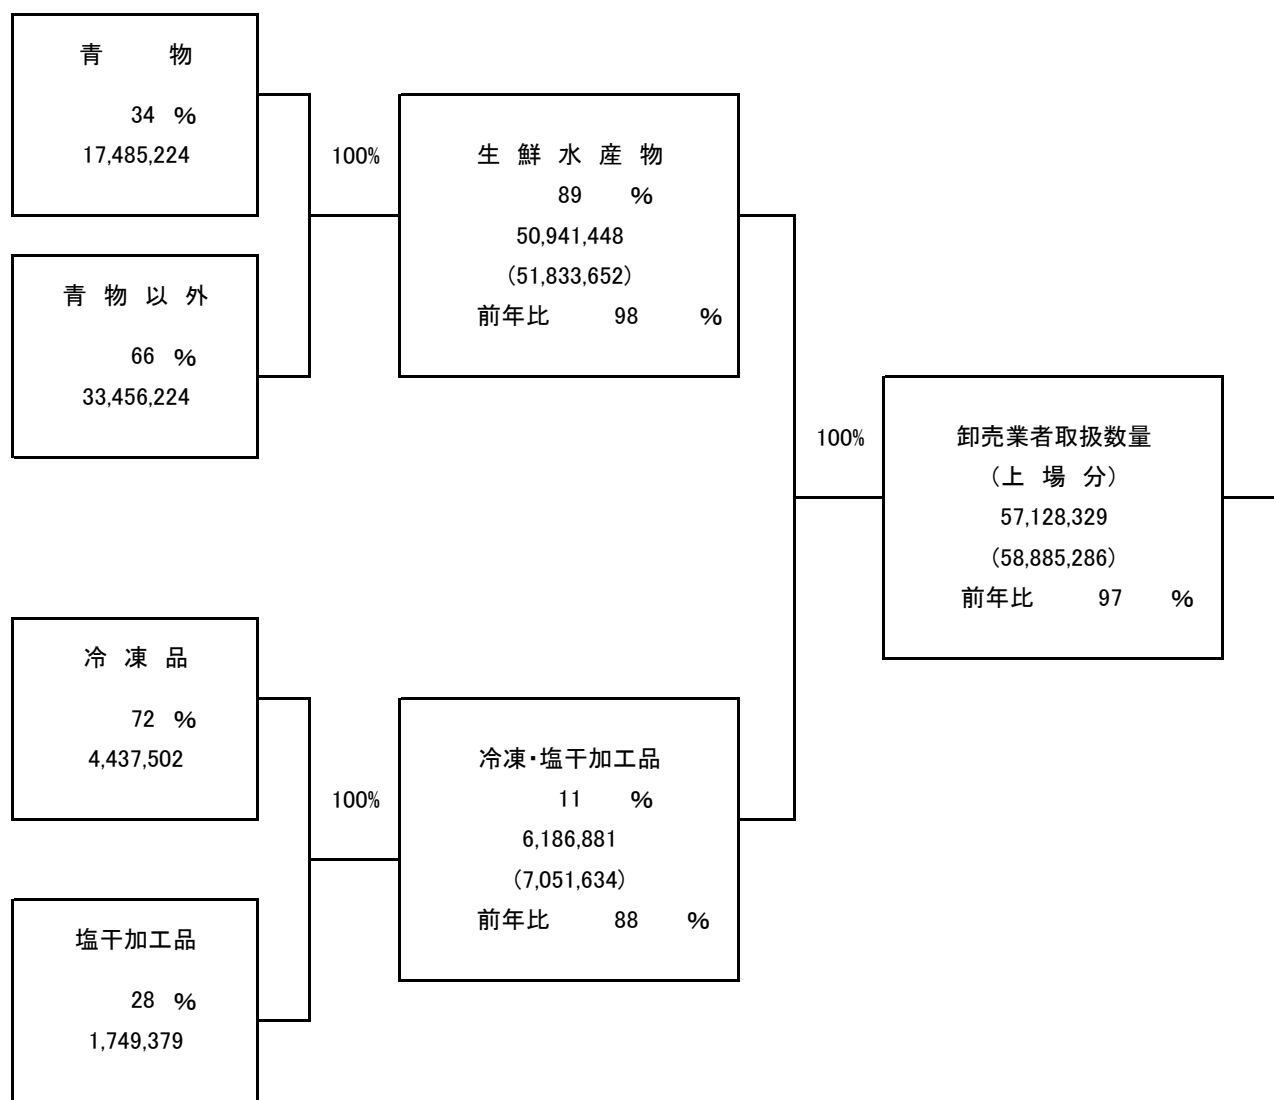 青 物
34 %
17,485,224
青 物 以 外
66 %
33,456,224
100%
生 鮮 水 産 物
89 %
50,941,448
(51,833,652)
前年比 98 %
冷 凍 品
72 %
4,437,502
塩干加工品
28 %
1,749,379
100%
冷凍・塩干加工品
11 %
6,186,881
(7,051,634)
前年比 88 %
100%
卸売業者取扱数量
(上 場 分)
57,128,329
(58,885,286)
前年比 97 %